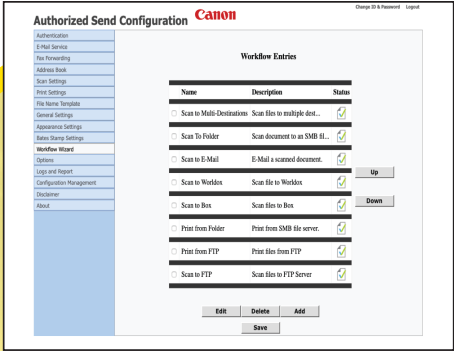 Change ID & Password Logout
Authorized Send Configuration Canon
Authentication
E-Mail Service
Fax Forwarding
Address Book
Scan Settings
Print Settings
File Name Template
General Settings
Appearance Settings
Bates Stamp Settings
Workflow Wizard
Options
Logs and Report
Configuration Management
Disclaimer
About
Workflow Entries
Name Description Status
Scan to Multi-Destinations Scan files to multiple dest...
Scan To Folder Scan document to an SMB fil...
Scan to E-Mail E-Mail a scanned document.
Scan to Worldox Scan file to Worldox
Scan to Box Scan files to Box
Print from Folder Print from SMB file server.
Print from FTP Print files from FTP
Scan to FTP Scan files to FTP Server
Up
Down
Edit Delete Add
Save